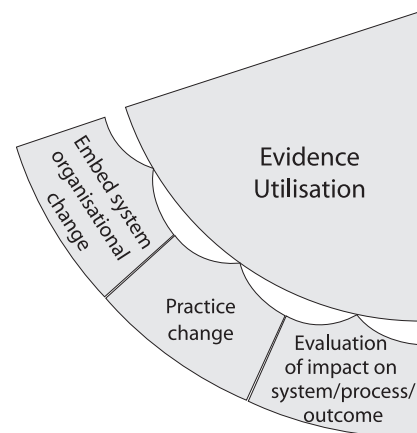 Evidence
Utilisation
Embed system
organisational
change
Practice
change
Evaluation
of impact on
system/process/
outcome